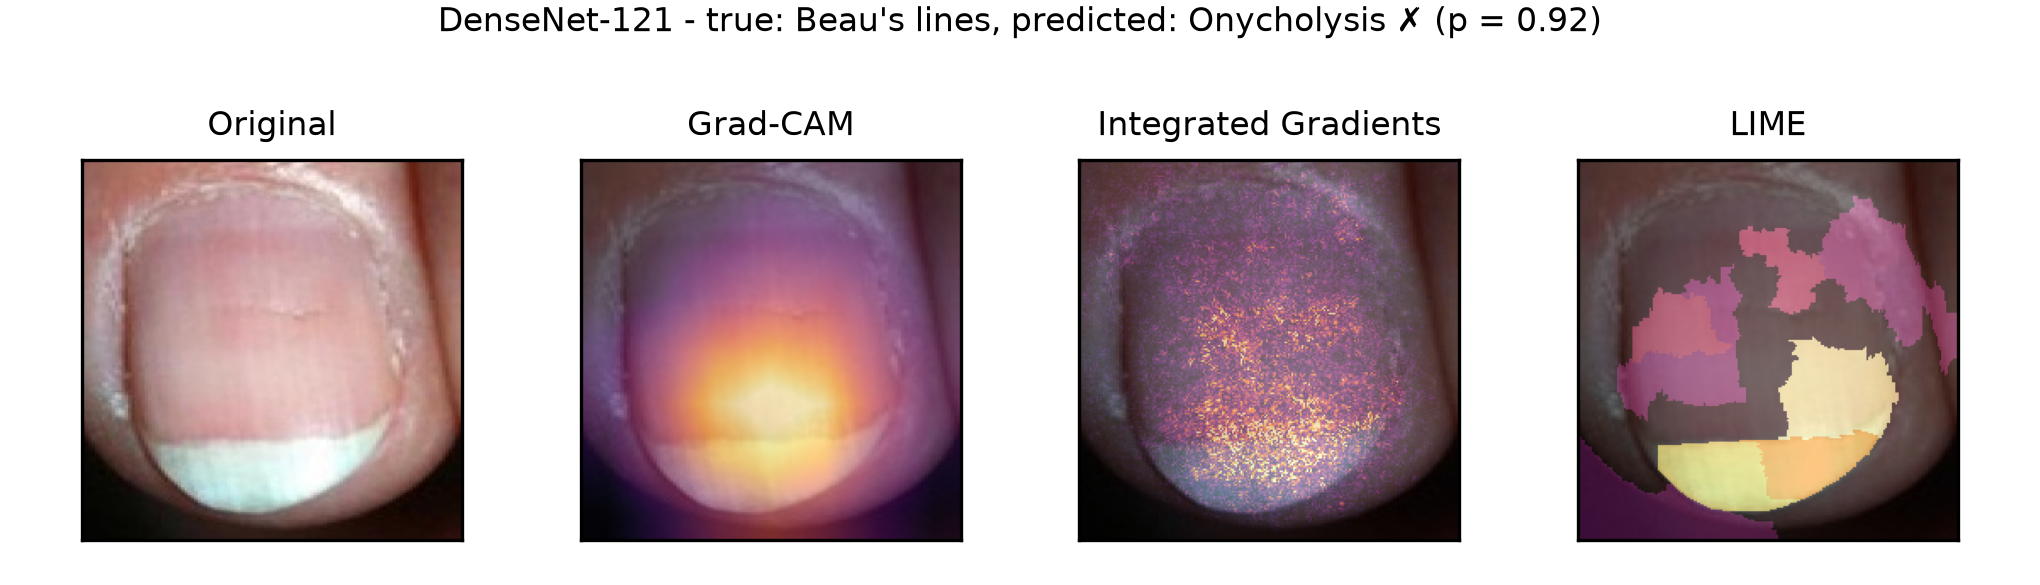 DenseNet-121 - true: Beau's lines, predicted: Onycholysis ✗ (p = 0.92)
Original
Grad-CAM
Integrated Gradients
LIME